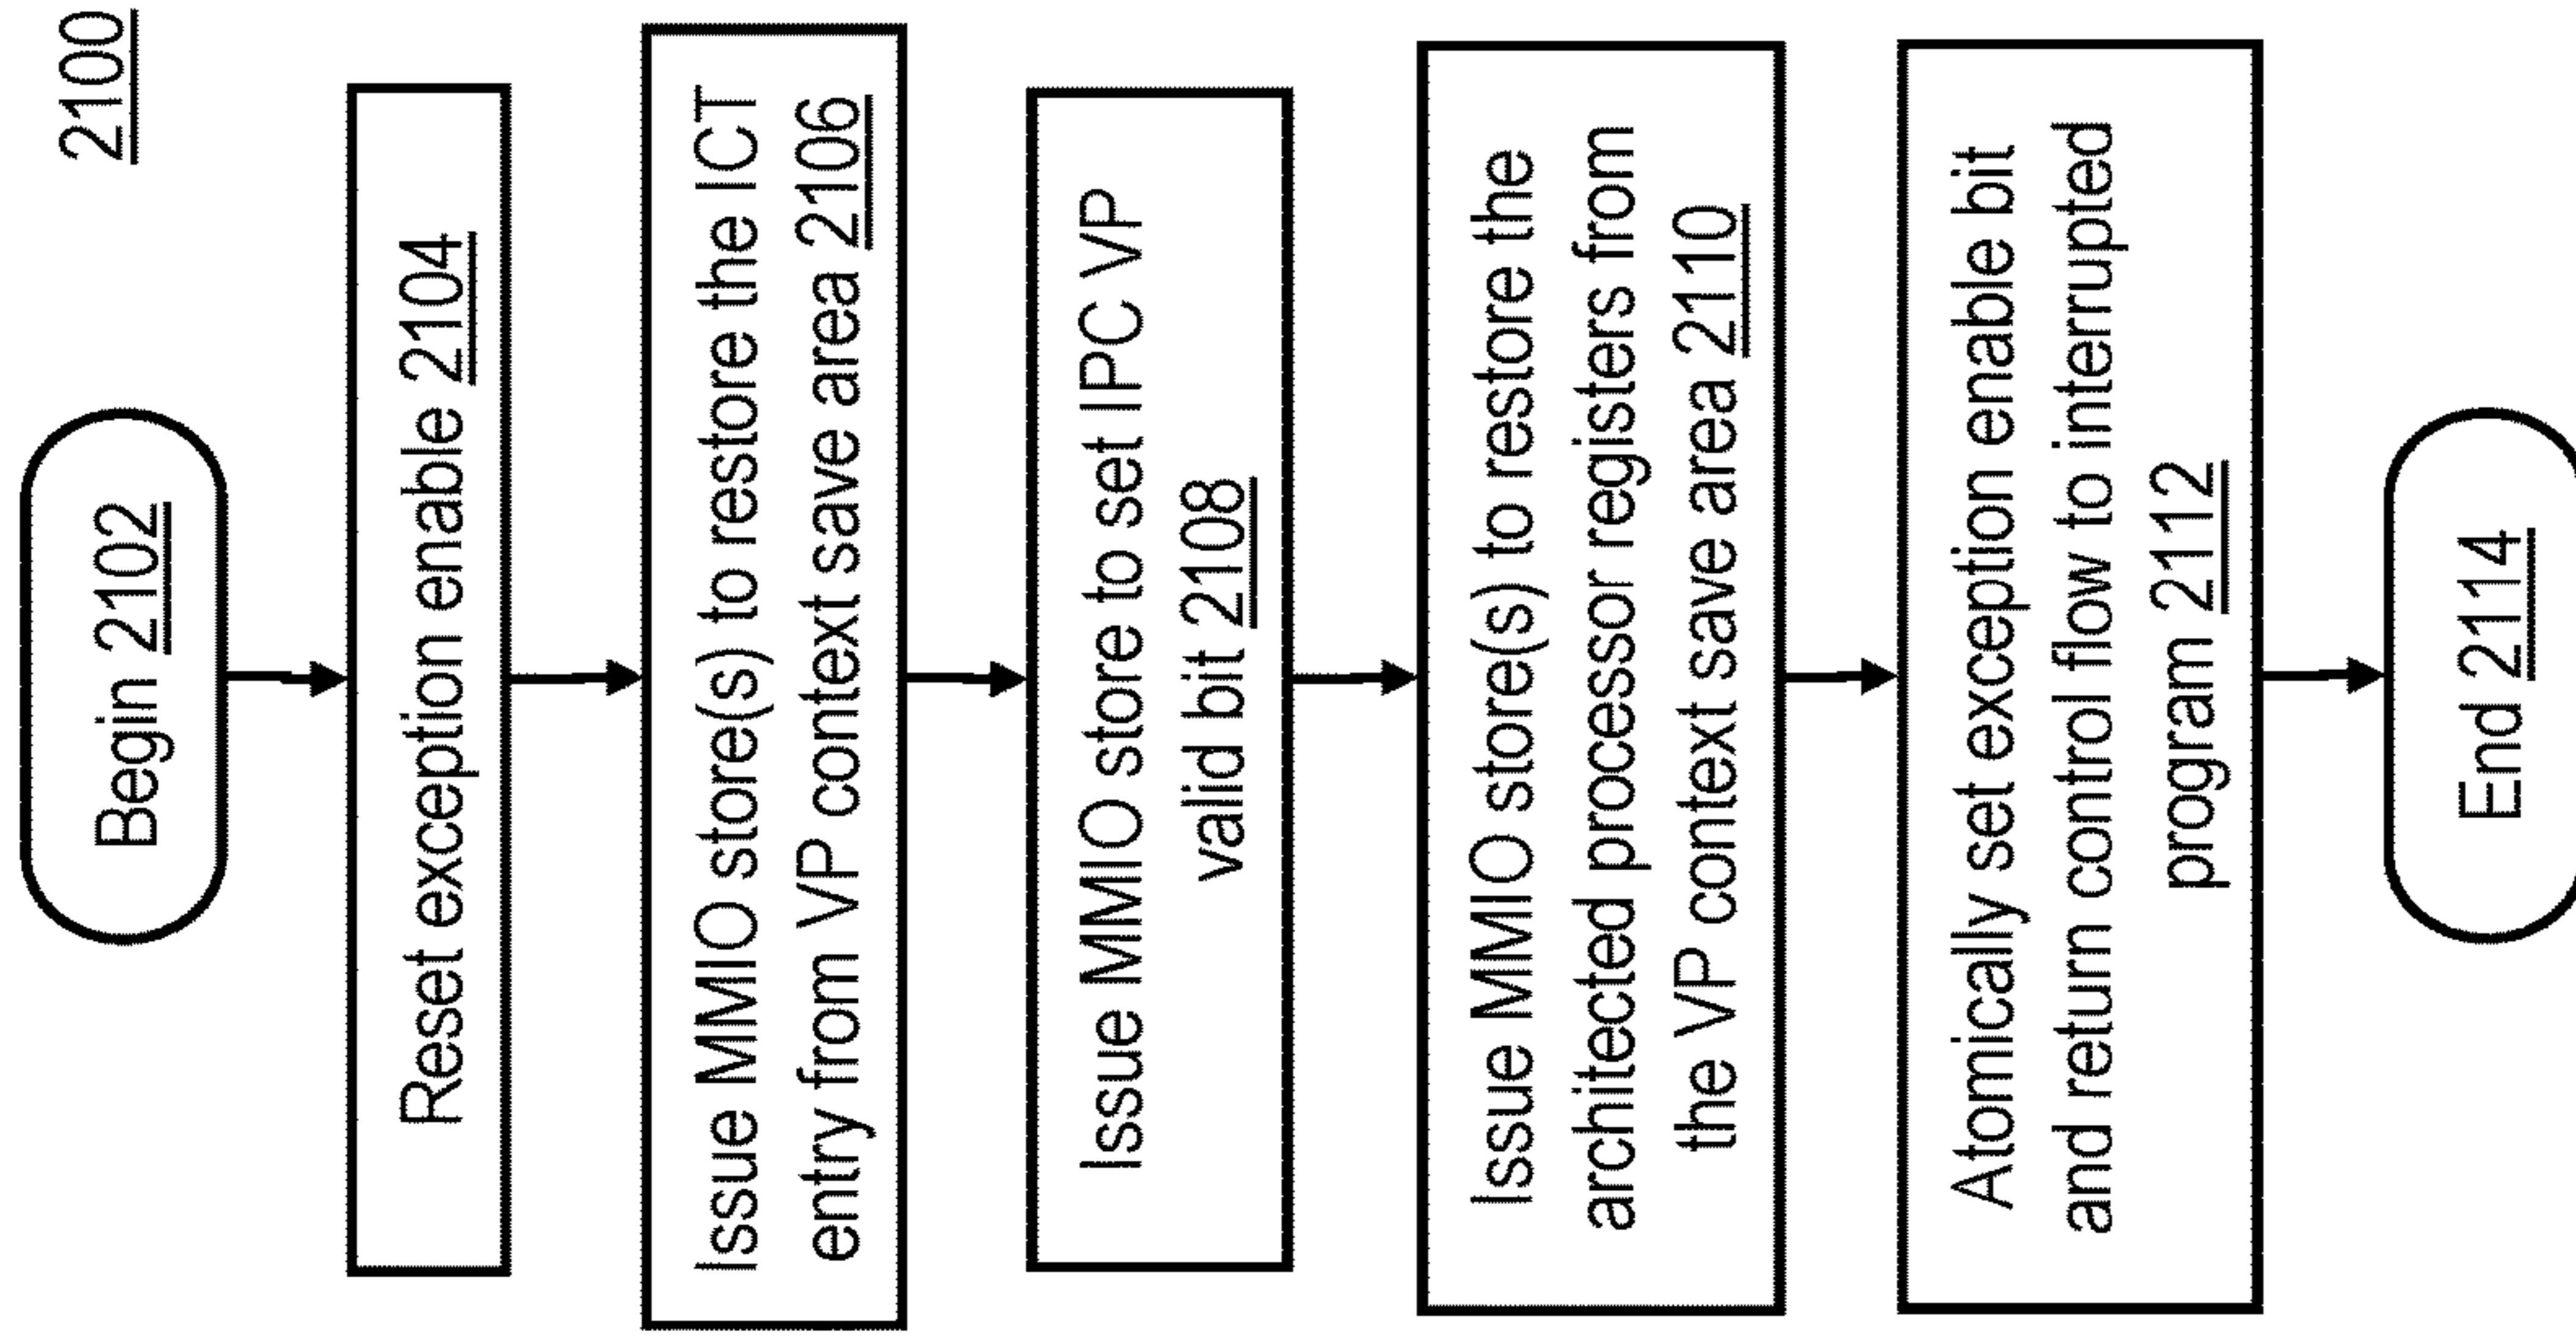 2100
Begin 2102
Reset exception enable 2104
Issue MMIO store(s) to restore the ICT
entry from VP context save area 2106
Issue MMIO store to set IPC VP
valid bit 2108
Issue MMIO store(s) to restore the
architected processor registers from
the VP context save area 2110
Atomically set exception enable bit
and return control flow to interrupted
program 2112
End 2114